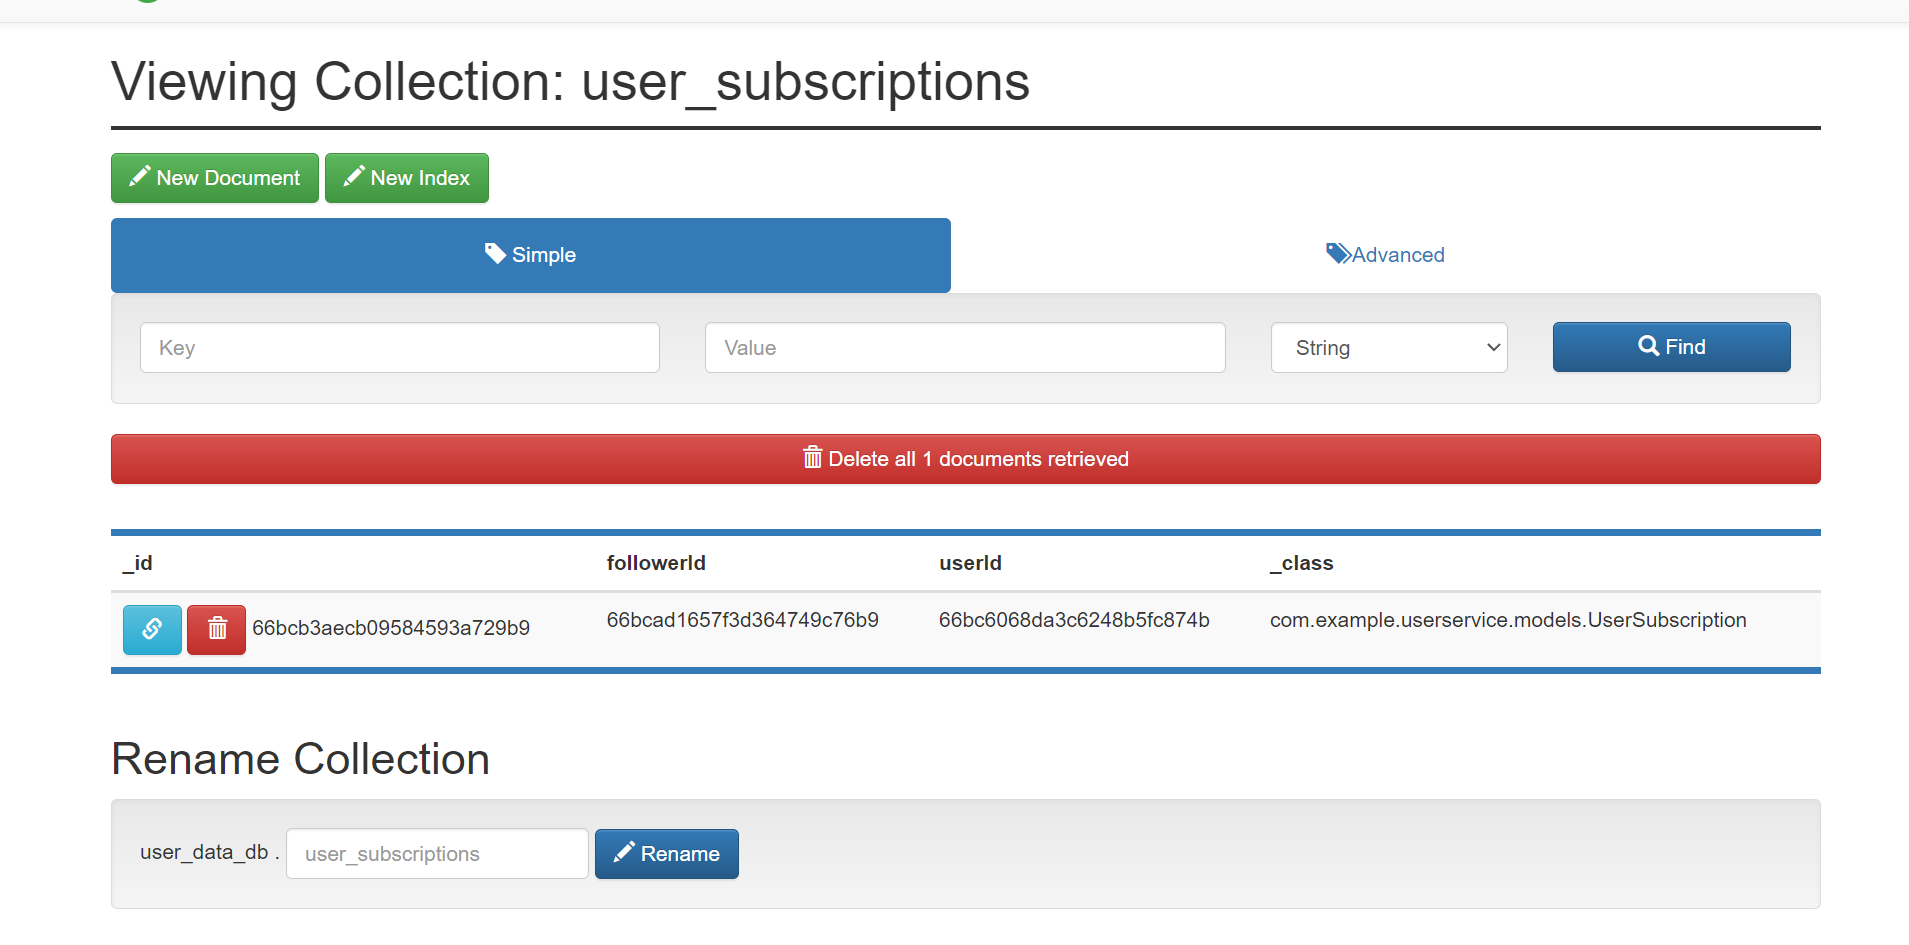 Viewing Collection: user_subscriptions
New Document New Index
Simple Advanced
Key Value String Find
Delete all 1 documents retrieved
_id followerId userId _class
66bcb3aecb09584593a729b9 66bcad1657f3d364749c76b9 66bc6068da3c6248b5fc874b com.example.userservice.models.UserSubscription
Rename Collection
user_data_db . user_subscriptions Rename